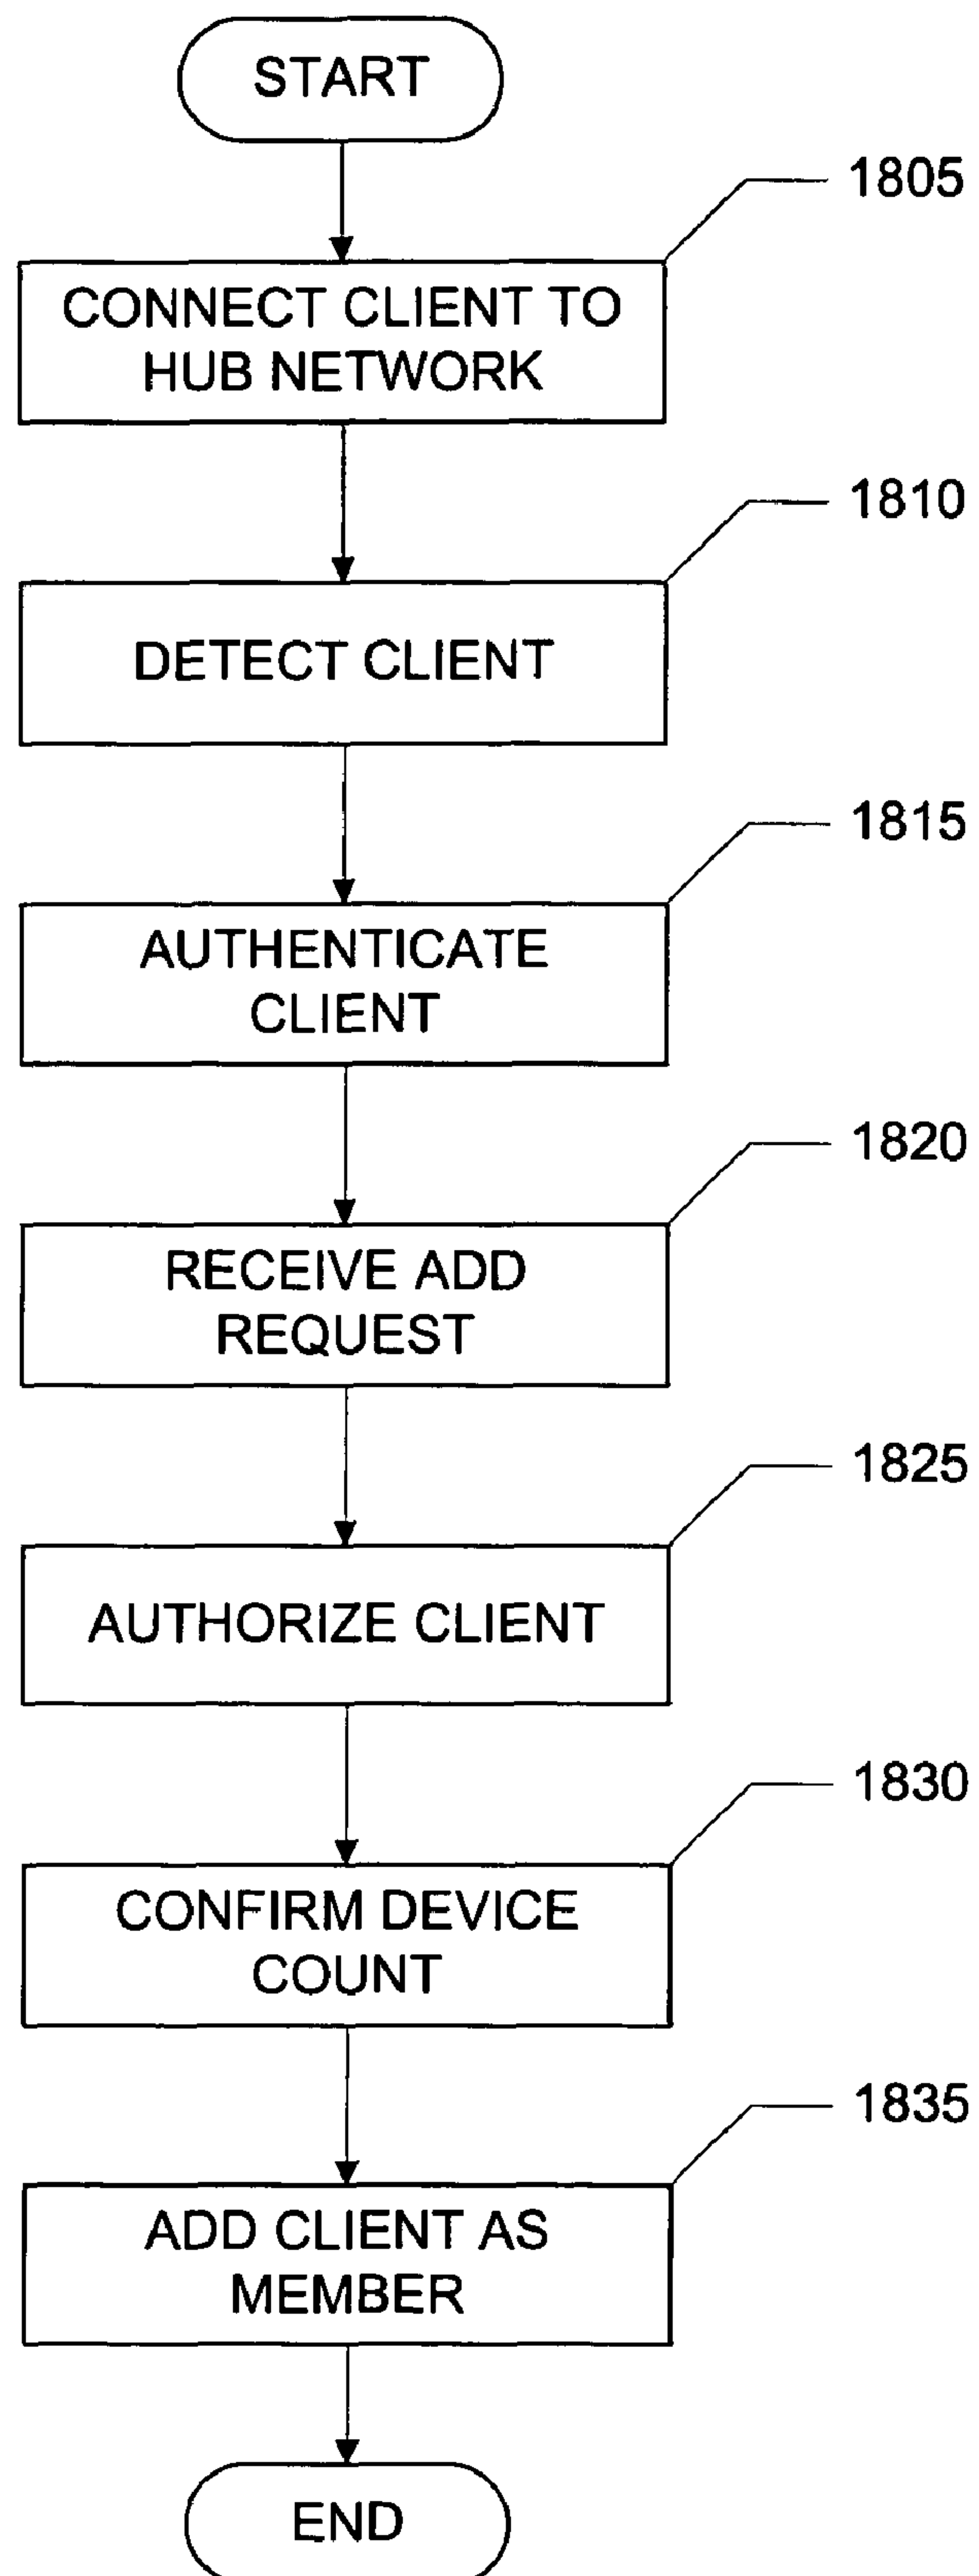 START
1805
CONNECT CLIENT TO
HUB NETWORK
1810
DETECT CLIENT
1815
AUTHENTICATE
CLIENT
1820
RECEIVE ADD
REQUEST
1825
AUTHORIZE CLIENT
1830
CONFIRM DEVICE
COUNT
1835
ADD CLIENT AS
MEMBER
END